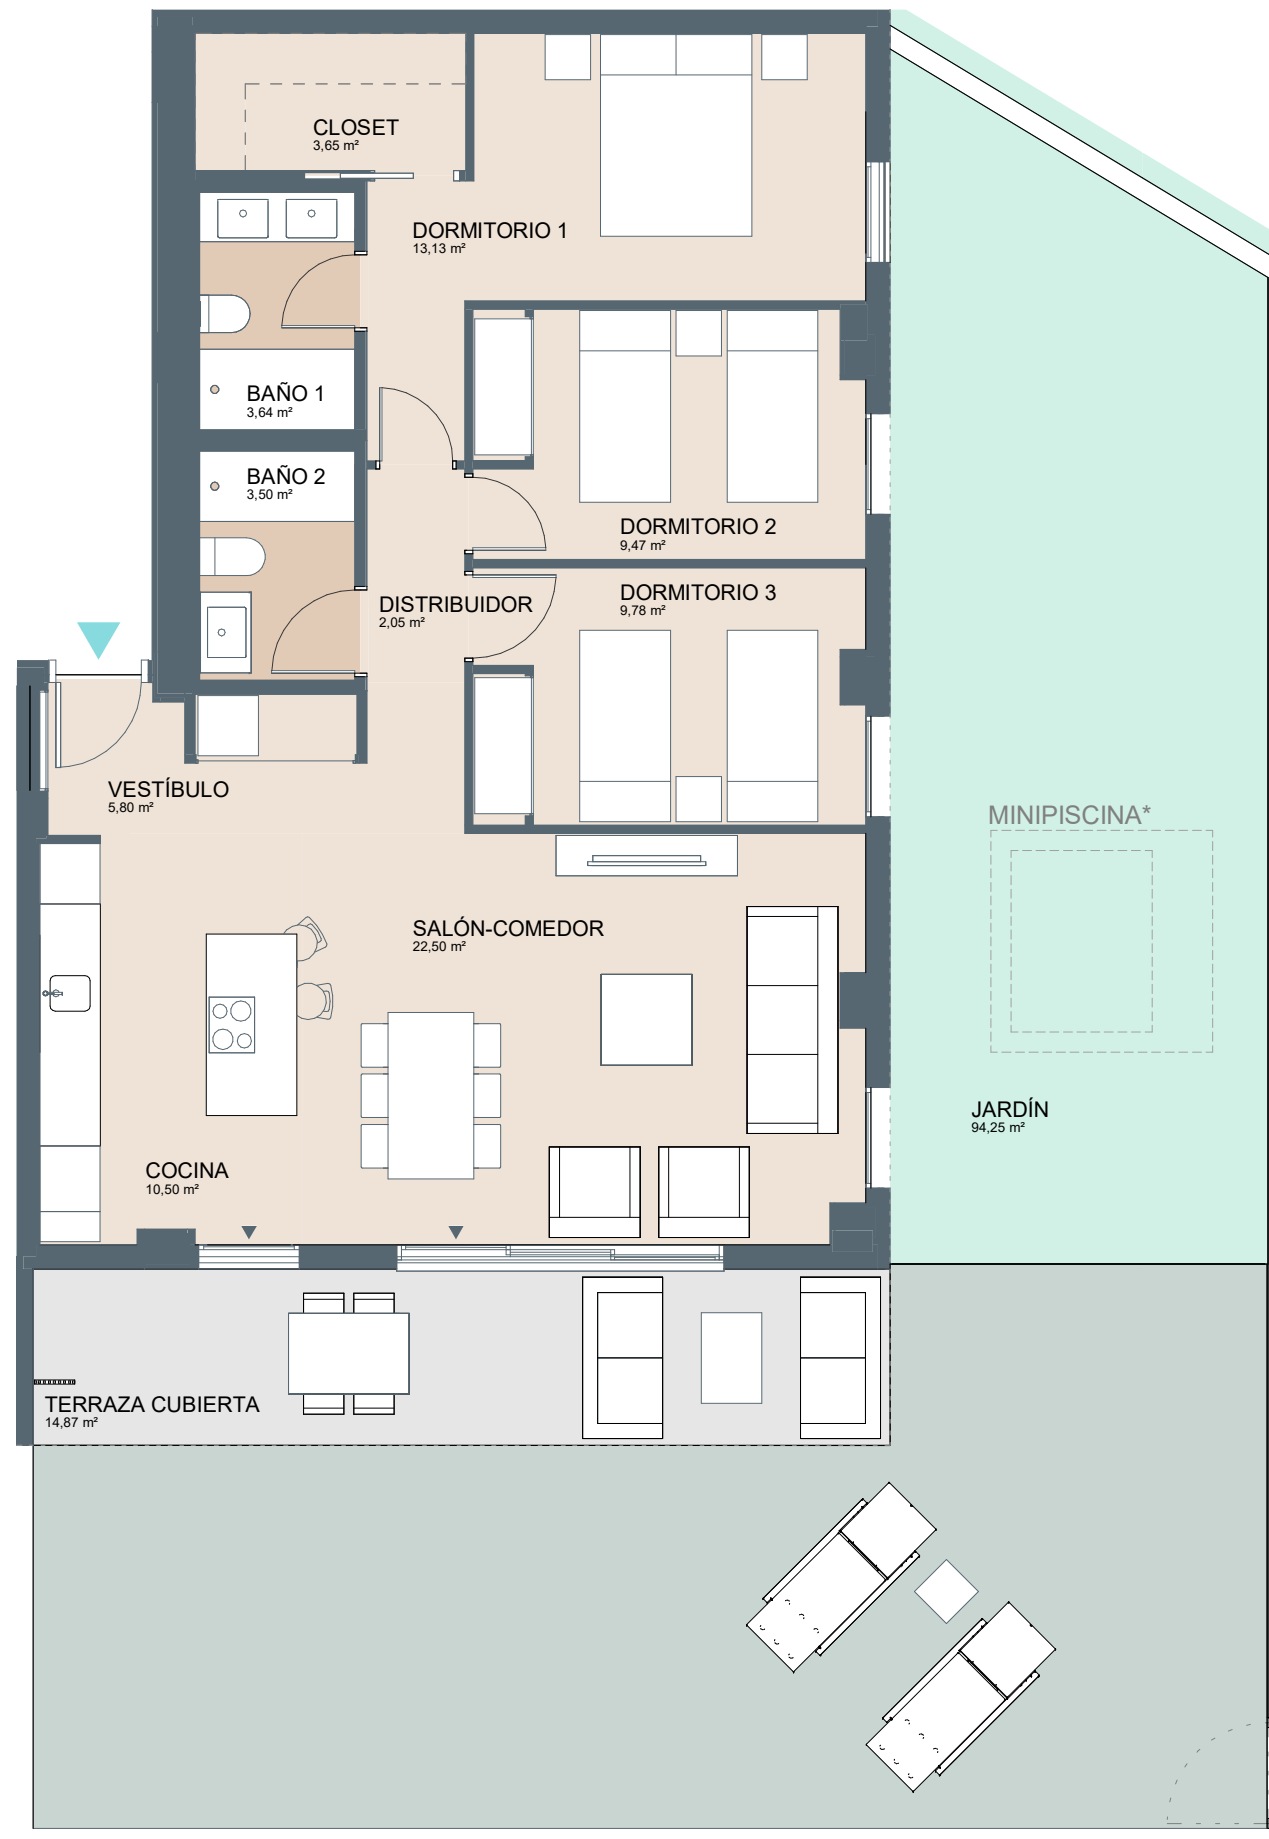 CLOSET
3,65 m²
DORMITORIO 1
13,13 m²
BAÑO 1
3,64 m²
BAÑO 2
3,50 m²
DORMITORIO 2
9,47 m²
DISTRIBUIDOR
2,05 m²
DORMITORIO 3
9,78 m²
VESTÍBULO
5,80 m²
MINIPISCINA*
SALÓN-COMEDOR
22,50 m²
JARDÍN
94,25 m²
COCINA
10,50 m²
TERRAZA CUBIERTA
14,87 m²